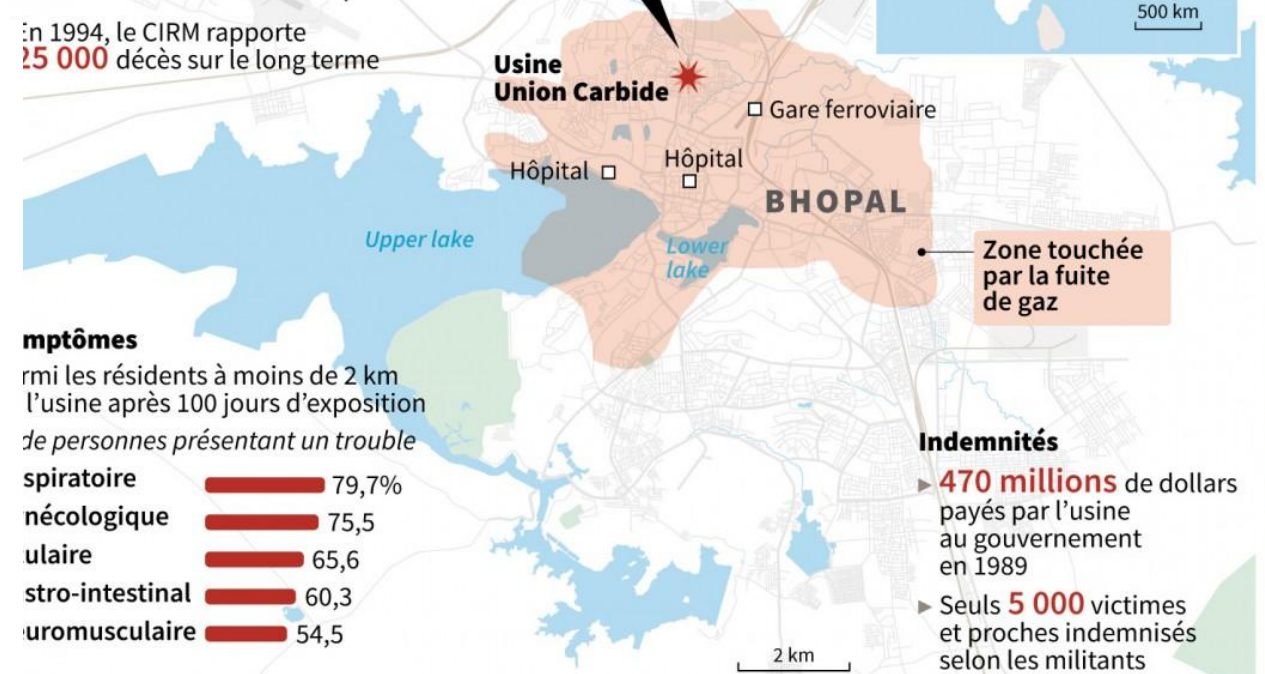 En 1994, le CIRM rapporte
25 000 décès sur le long terme
500 km
Usine
Union Carbide
Gare ferroviaire
Hôpital
Hôpital
BHOPAL
Upper lake
Lower
lake
Zone touchée
par la fuite
de gaz
mptômes
rmi les résidents à moins de 2 km
l'usine après 100 jours d'exposition
de personnes présentant un trouble
spiratoire 79,7%
nécologique 75,5
ulaire 65,6
stro-intestinal 60,3
euromusculaire 54,5
Indemnités
470 millions de dollars
payés par l'usine
au gouvernement
en 1989
Seuls 5 000 victimes
et proches indemnisés
selon les militants
2 km